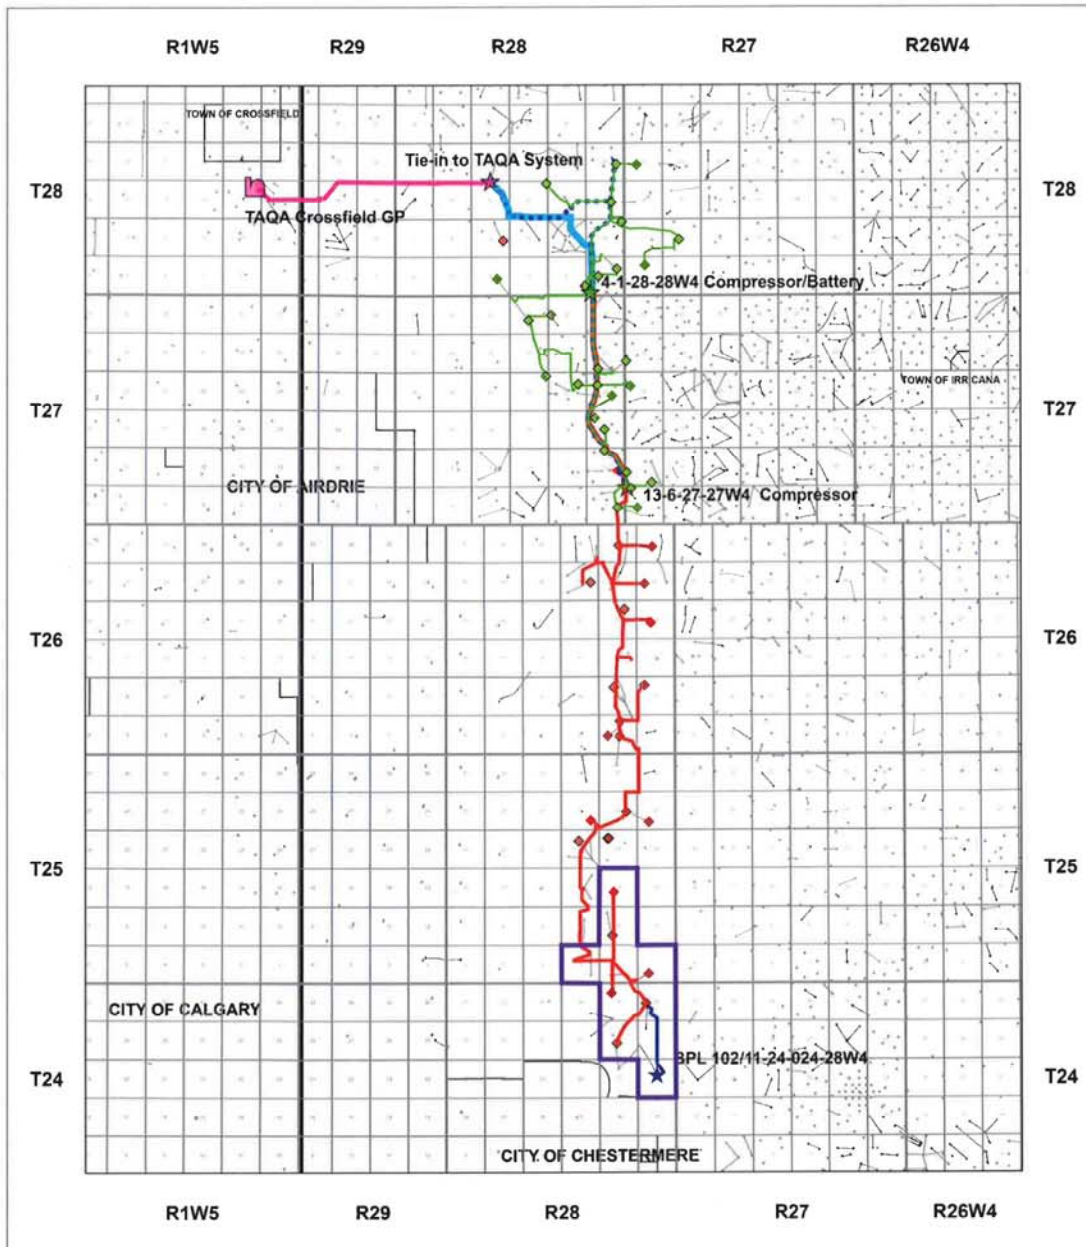 R1W5 R29 R28 R27 R26W4
TOWN OF CROSSFIELD
Tie-in to TAQA System
T28 T28
TAQA Crossfield GP
4-1-28-28W4 Compressor/Battery
TOWN OF IRRICANA
T27 T27
CITY OF AIRDRIE
13-6-27-27W4 Compressor
T26 T26
T25 T25
CITY OF CALGARY
BPL 102/11-24-024-28W4
T24 T24
CITY OF CHESTERMERE
R1W5 R29 R28 R27 R26W4